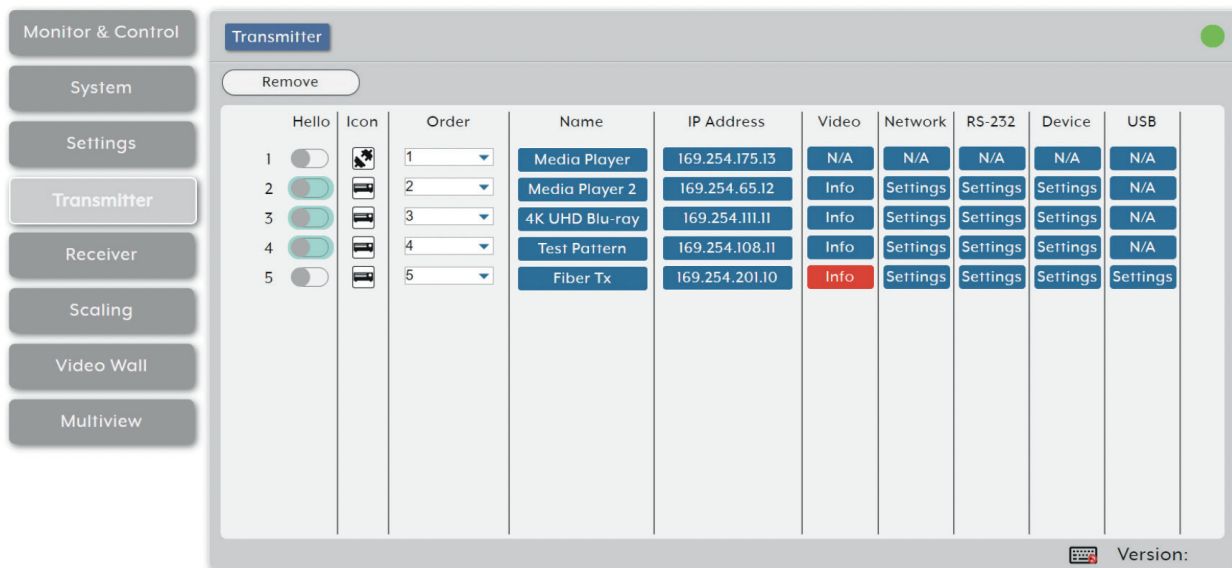 Monitor & Control
System
Settings
Transmitter
Receiver
Scaling
Video Wall
Multiview
Transmitter
Remove
Hello Icon Order Name IP Address Video Network RS-232 Device USB
1 1 Media Player 169.254.175.13 N/A N/A N/A N/A N/A
2 2 Media Player 2 169.254.65.12 Info Settings Settings Settings N/A
3 3 4K UHD Blu-ray 169.254.111.11 Info Settings Settings Settings N/A
4 4 Test Pattern 169.254.108.11 Info Settings Settings Settings N/A
5 5 Fiber Tx 169.254.201.10 Info Settings Settings Settings Settings
Version: